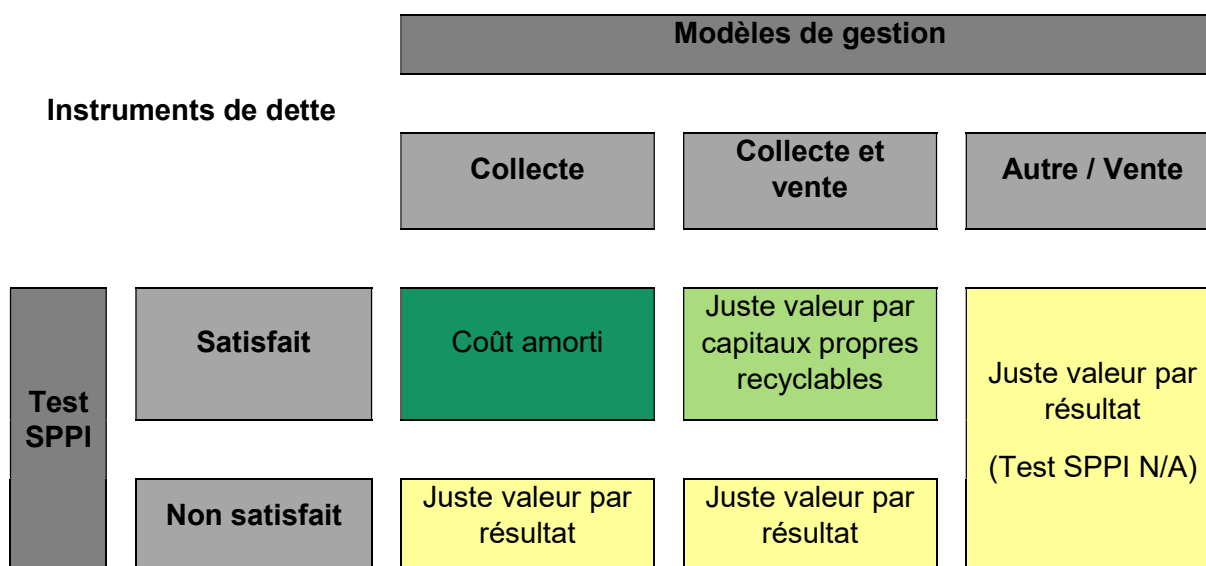 Modèles de gestion
Instruments de dette
Collecte
Collecte et
vente
Autre / Vente
Test
SPPI
Satisfait
Coût amorti
Juste valeur par
capitaux propres
recyclables
Juste valeur par
résultat
(Test SPPI N/A)
Non satisfait
Juste valeur par
résultat
Juste valeur par
résultat